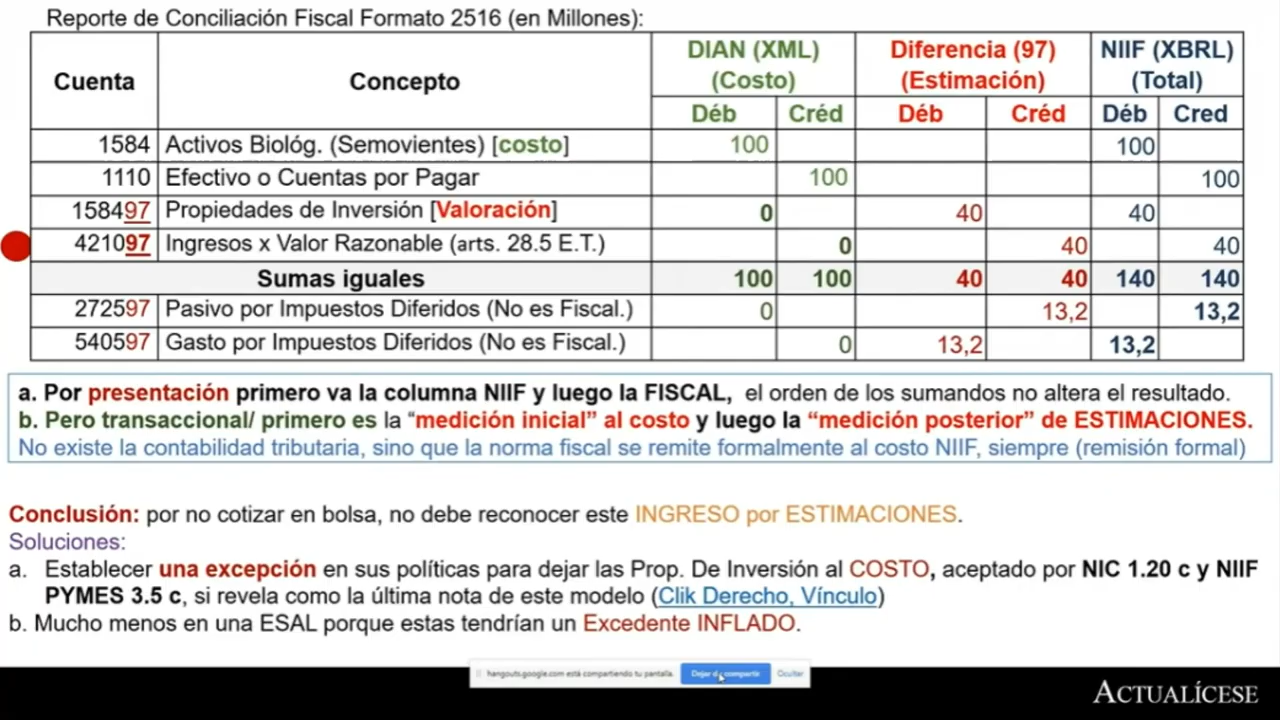 Reporte de Conciliación Fiscal Formato 2516 (en Millones):
Cuenta Concepto DIAN (XML) (Costo) Diferencia (97) (Estimación) NIIF (XBRL) (Total)
Déb Créd Déb Créd Déb Cred
1584 Activos Biológ. (Semovientes) [costo] 100 100
1110 Efectivo o Cuentas por Pagar 100 100
158497 Propiedades de Inversión [Valoración] 0 40 40
421097 Ingresos x Valor Razonable (arts. 28.5 E.T.) 0 40 40
Sumas iguales 100 100 40 40 140 140
272597 Pasivo por Impuestos Diferidos (No es Fiscal.) 0 13,2 13,2
540597 Gasto por Impuestos Diferidos (No es Fiscal.) 0 13,2 13,2
a. Por presentación primero va la columna NIIF y luego la FISCAL, el orden de los sumandos no altera el resultado.
b. Pero transaccional/ primero es la “medición inicial” al costo y luego la “medición posterior” de ESTIMACIONES.
No existe la contabilidad tributaria, sino que la norma fiscal se remite formalmente al costo NIIF, siempre (remisión formal)
Conclusión: por no cotizar en bolsa, no debe reconocer este INGRESO por ESTIMACIONES.
Soluciones:
a. Establecer una excepción en sus políticas para dejar las Prop. De Inversión al COSTO, aceptado por NIC 1.20 c y NIIF
PYMES 3.5 c, si revela como la última nota de este modelo (Clik Derecho, Vínculo)
b. Mucho menos en una ESAL porque estas tendrían un Excedente INFLADO.
hangouts.google.com está compartiendo tu pantalla. Dejar de compartir Ocultar
ACTUALÍCESE